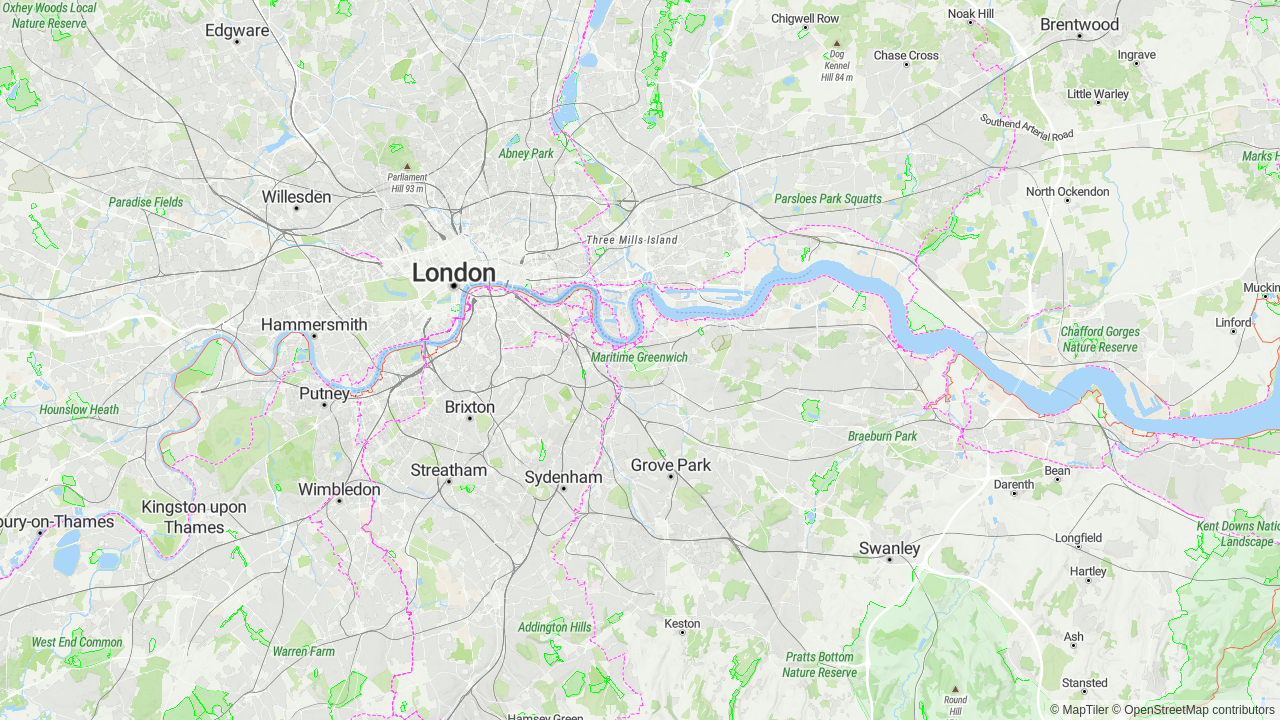 Oxhey Woods Local
Nature Reserve
Edgware
Chigwell Row
Noak Hill
Brentwood
Dog
Kennel
Hill 84 m
Chase Cross
Ingrave
Little Warley
Southend Arterial Road
Abney Park
Parliament
Hill 93 m
Marks H
Willesden
Paradise Fields
Parsloes Park Squatts
North Ockendon
Three Mills Island
London
Muckin
Linford
Hammersmith
Chafford Gorges
Nature Reserve
Maritime Greenwich
Putney
Hounslow Heath
Brixton
Braeburn Park
Streatham
Sydenham
Grove Park
Bean
Darenth
Wimbledon
Kingston upon
Thames
bury-on-Thames
Kent Downs Natio
Landscape
Longfield
Swanley
Hartley
Keston
Addington Hills
West End Common
Warren Farm
Ash
Pratts Bottom
Nature Reserve
Stansted
Round
Hill
Hamsey Green
© MapTiler © OpenStreetMap contributors